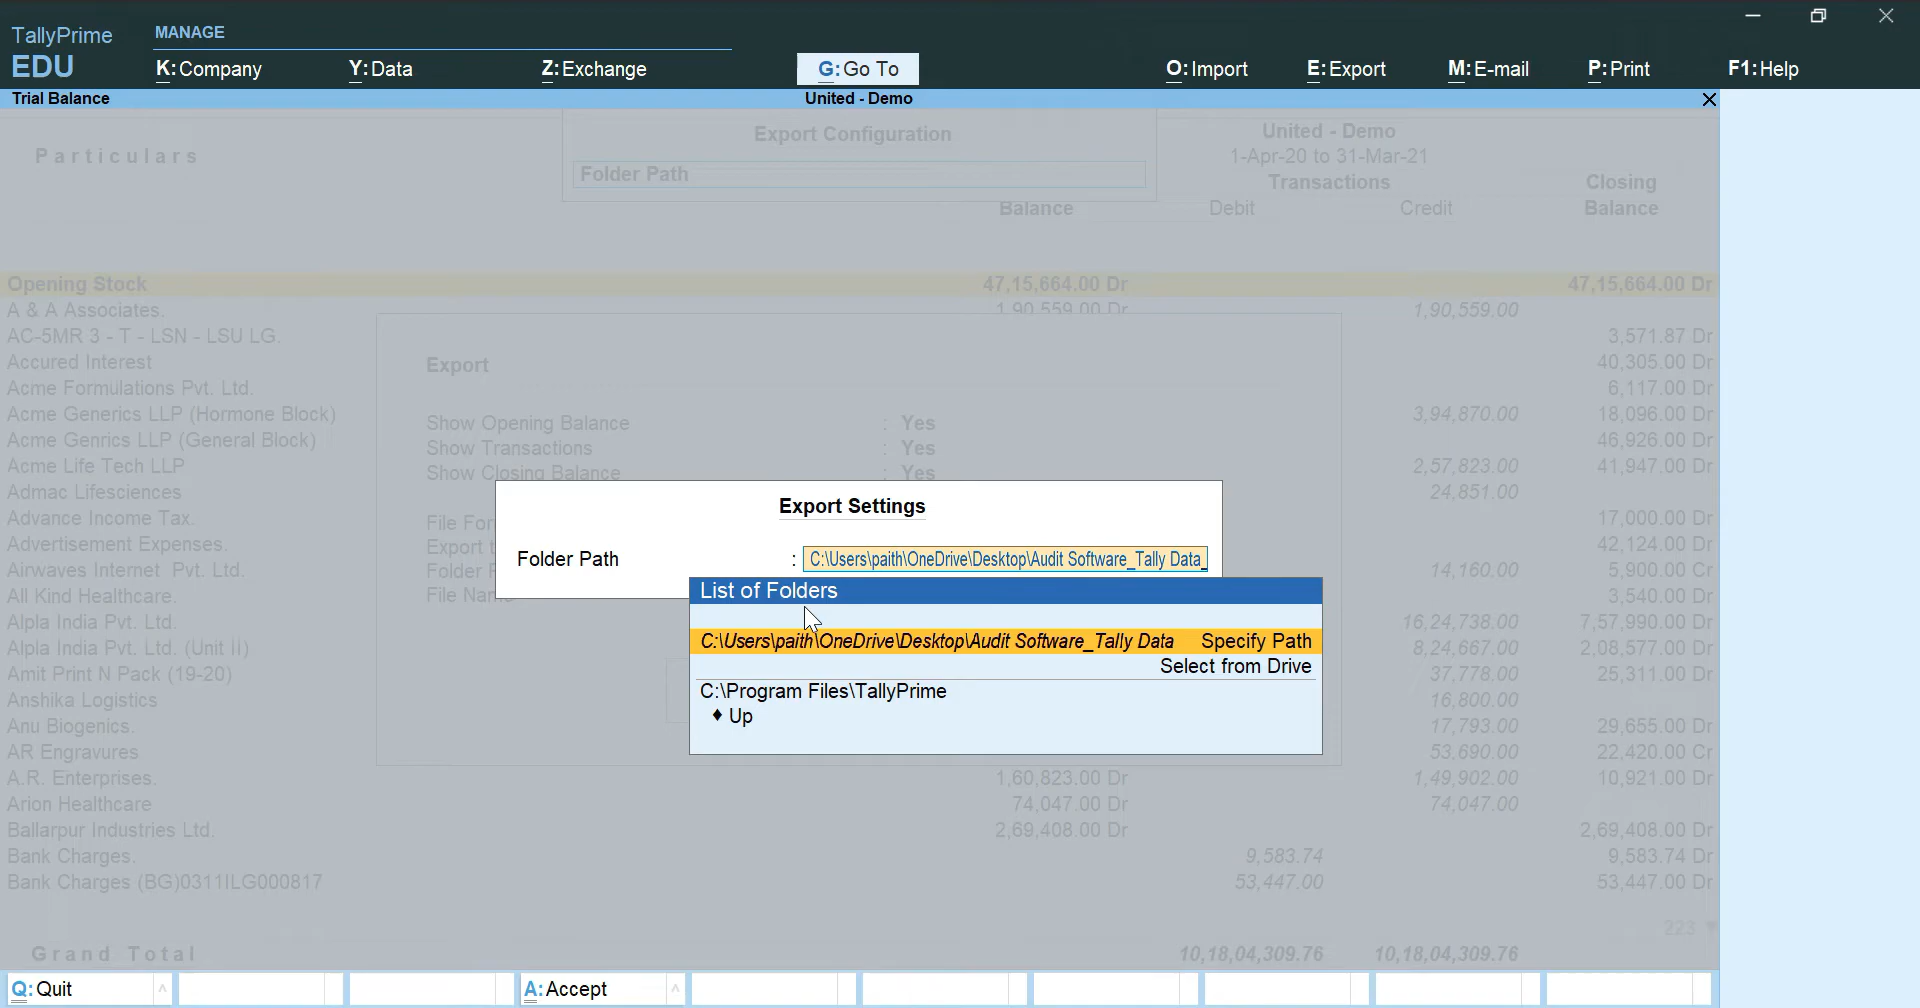 TallyPrime
EDU
MANAGE
K:Company
Y:Data
Z:Exchange
G:Go To
O:Import
E:Export
M:E-mail
P:Print
F1:Help
Trial Balance
United - Demo
Export Configuration
Folder Path
Particulars
United - Demo
1-Apr-20 to 31-Mar-21
Transactions
Closing
Balance
Debit
Credit
Balance
Opening Stock 47,15,664.00 Dr 47,15,664.00 Dr
A & A Associates. 1,90,559.00 Dr 1,90,559.00
AC-5MR 3 - T - LSN - LSU LG. 3,571.87 Dr
Accured Interest 40,305.00 Dr
Acme Formulations Pvt. Ltd. 6,117.00 Dr
Acme Generics LLP (Hormone Block) 3,94,870.00 18,096.00 Dr
Acme Genrics LLP (General Block) 46,926.00 Dr
Acme Life Tech LLP 2,57,823.00 41,947.00 Dr
Admac Lifesciences 24,851.00
Advance Income Tax. 17,000.00 Dr
Advertisement Expenses. 42,124.00 Dr
Airwaves Internet Pvt. Ltd. 14,160.00 5,900.00 Cr
All Kind Healthcare. 3,540.00 Dr
Alpla India Pvt. Ltd. 16,24,738.00 7,57,990.00 Dr
Alpla India Pvt. Ltd. (Unit II) 8,24,667.00 2,08,577.00 Dr
Amit Print N Pack (19-20) 37,778.00 25,311.00 Dr
Anshika Logistics 16,800.00
Anu Biogenics. 17,793.00 29,655.00 Dr
AR Engravures 53,690.00 22,420.00 Cr
A.R. Enterprises. 1,60,823.00 Dr 1,49,902.00 10,921.00 Dr
Arion Healthcare 74,047.00 Dr 74,047.00
Ballarpur Industries Ltd. 2,69,408.00 Dr 2,69,408.00 Dr
Bank Charges. 9,583.74 9,583.74 Dr
Bank Charges (BG)0311ILG000817 53,447.00 53,447.00 Dr
223
Grand Total 10,18,04,309.76 10,18,04,309.76
Export
Show Opening Balance : Yes
Show Transactions : Yes
Show Closing Balance : Yes
File For
Export t
Folder P
File Name
Export Settings
Folder Path : C:\Users\paith\OneDrive\Desktop\Audit Software_Tally Data
List of Folders
C:\Users\paith\OneDrive\Desktop\Audit Software_Tally Data Specify Path
Select from Drive
C:\Program Files\TallyPrime
♦ Up
Q:Quit
A:Accept